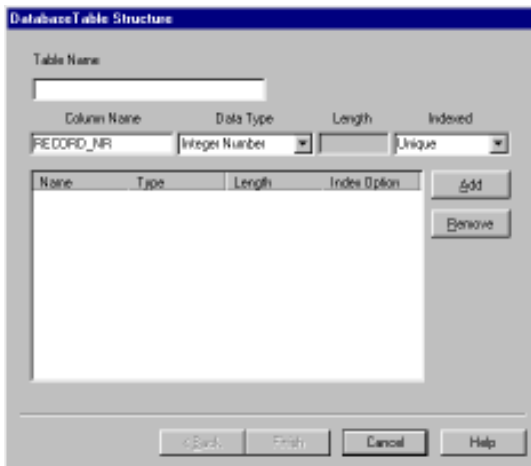 DatabaseTable Structure
Table Name
Column Name Data Type Length Indexed
RECORD_NR Integer Number Unique
Name Type Length Index Option
Add
Remove
< Back Finish Cancel Help